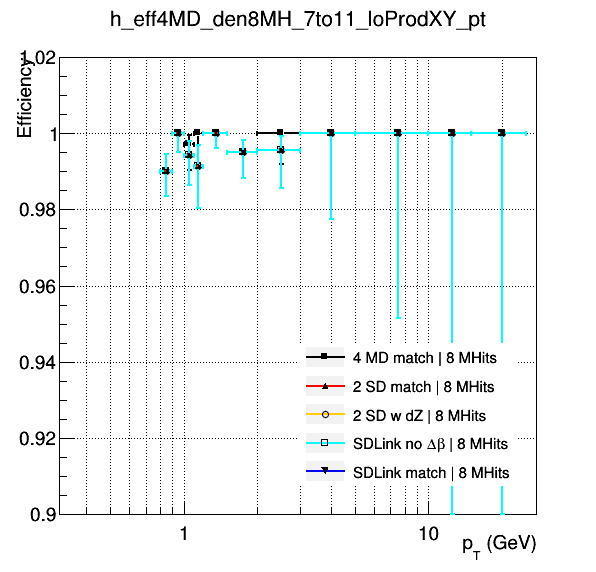 h_eff4MD_den8MH_7to11_loProdXY_pt
Efficiency
1.02
1
0.98
0.96
0.94
0.92
0.9
4 MD match | 8 MHits
2 SD match | 8 MHits
2 SD w dZ | 8 MHits
SDLink no Δβ | 8 MHits
SDLink match | 8 MHits
1
10
p_T (GeV)